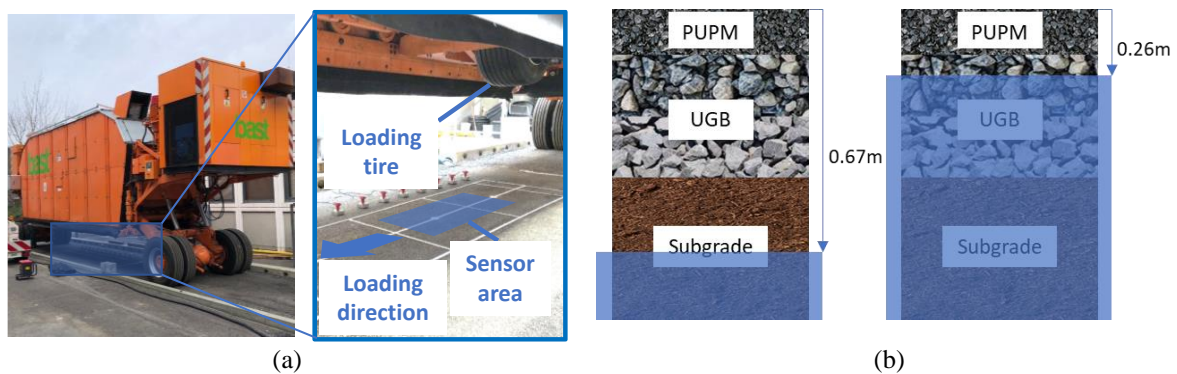 bast
bast
Loading
tire
Loading
direction
Sensor
area
(a)
PUPM
UGB
Subgrade
0.67m
PUPM
UGB
Subgrade
0.26m
(b)